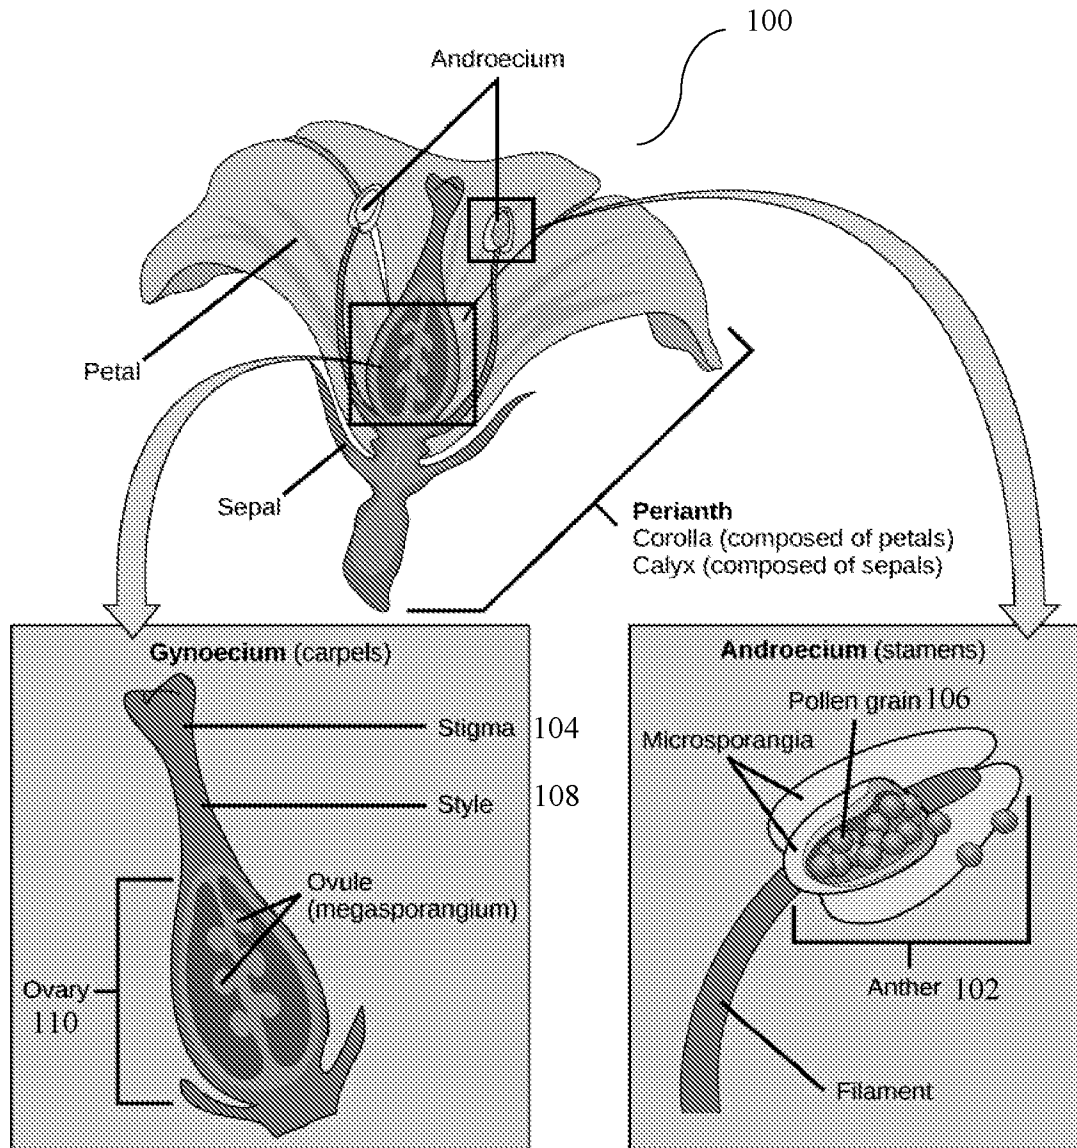 100
Androecium
Petal
Sepal
Perianth
Corolla (composed of petals)
Calyx (composed of sepals)
Gynoecium (carpels)
Stigma 104
Style 108
Ovule
(megasporangium)
Ovary
110
Androecium (stamens)
Pollen grain 106
Microsporangia
Anther 102
Filament